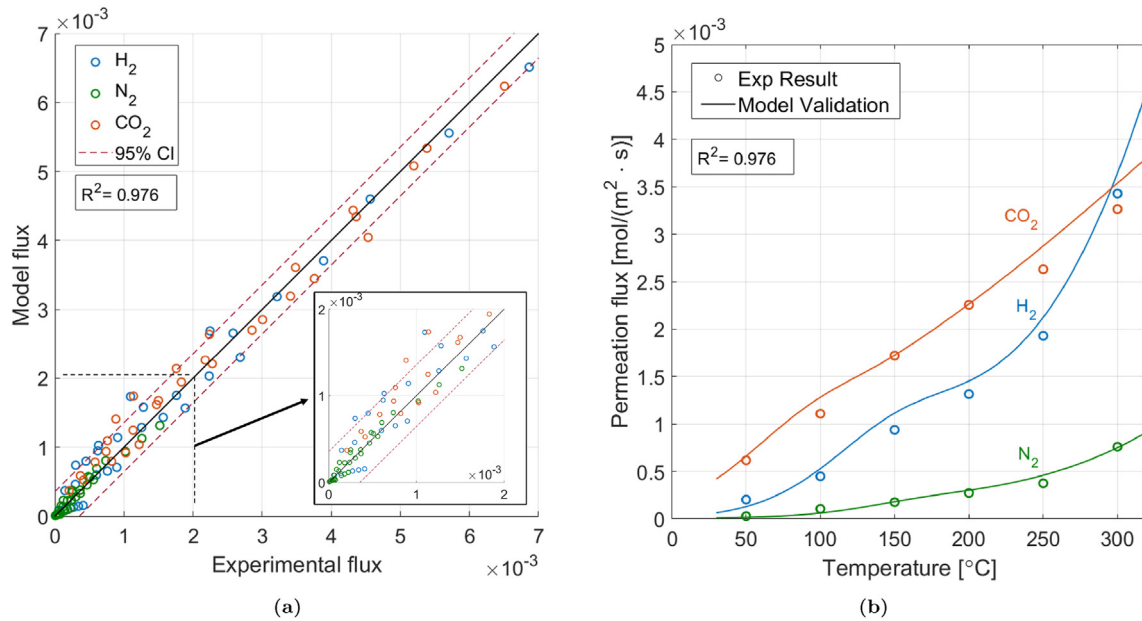 ×10⁻³
7
6
5
4
3
2
1
0
Model flux
H₂
N₂
CO₂
95% CI
R²= 0.976
×10⁻³
2
1
0
0
1
2
×10⁻³
0
1
2
3
4
5
6
7
Experimental flux
×10⁻³
(a)
×10⁻³
5
4.5
4
3.5
3
2.5
2
1.5
1
0.5
0
Permeation flux [mol/(m² · s)]
Exp Result
Model Validation
R²= 0.976
CO₂
H₂
N₂
0
50
100
150
200
250
300
Temperature [°C]
(b)